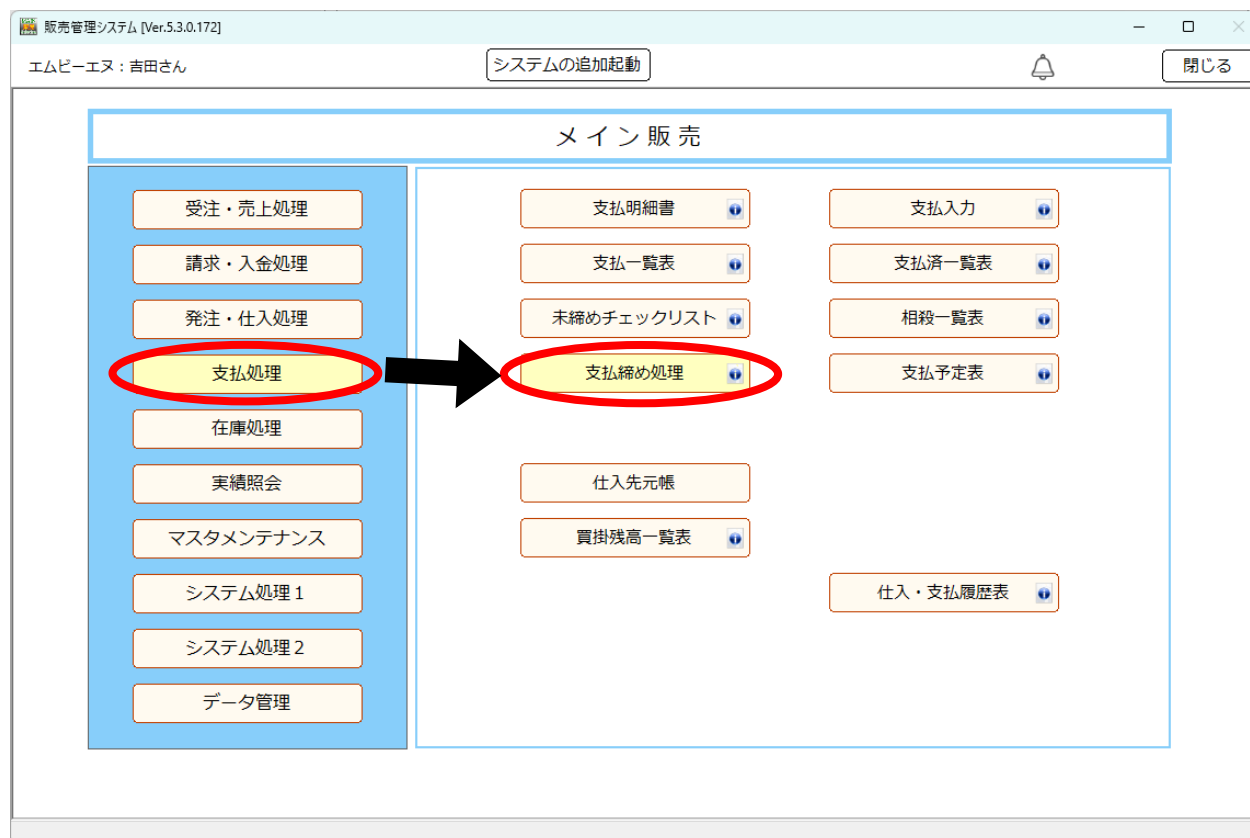 販売管理システム [Ver.5.3.0.172]
エムビーエヌ：吉田さん
システムの追加起動
閉じる
メイン販売
受注・売上処理
請求・入金処理
発注・仕入処理
支払処理
在庫処理
実績照会
マスタメンテナンス
システム処理１
システム処理２
データ管理
支払明細書
支払一覧表
未締めチェックリスト
支払締め処理
仕入先元帳
買掛残高一覧表
支払入力
支払済一覧表
相殺一覧表
支払予定表
仕入・支払履歴表